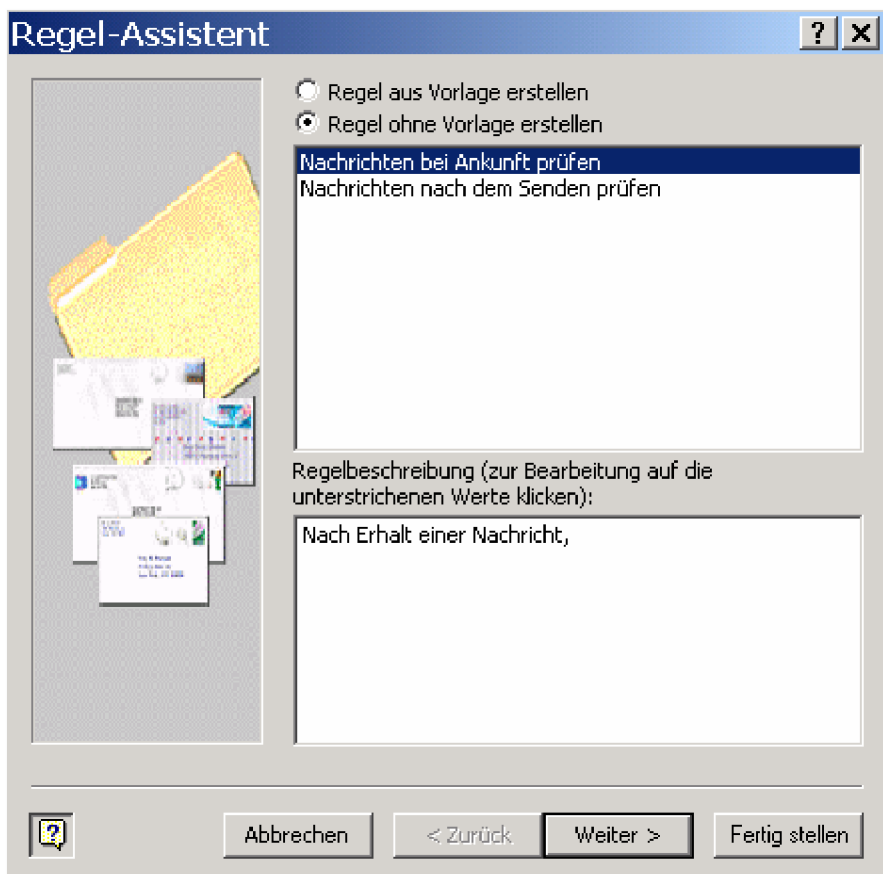 Regel-Assistent
Regel aus Vorlage erstellen
Regel ohne Vorlage erstellen
Nachrichten bei Ankunft prüfen
Nachrichten nach dem Senden prüfen
Regelbeschreibung (zur Bearbeitung auf die
unterstrichenen Werte klicken):
Nach Erhalt einer Nachricht,
Abbrechen
< Zurück
Weiter >
Fertig stellen